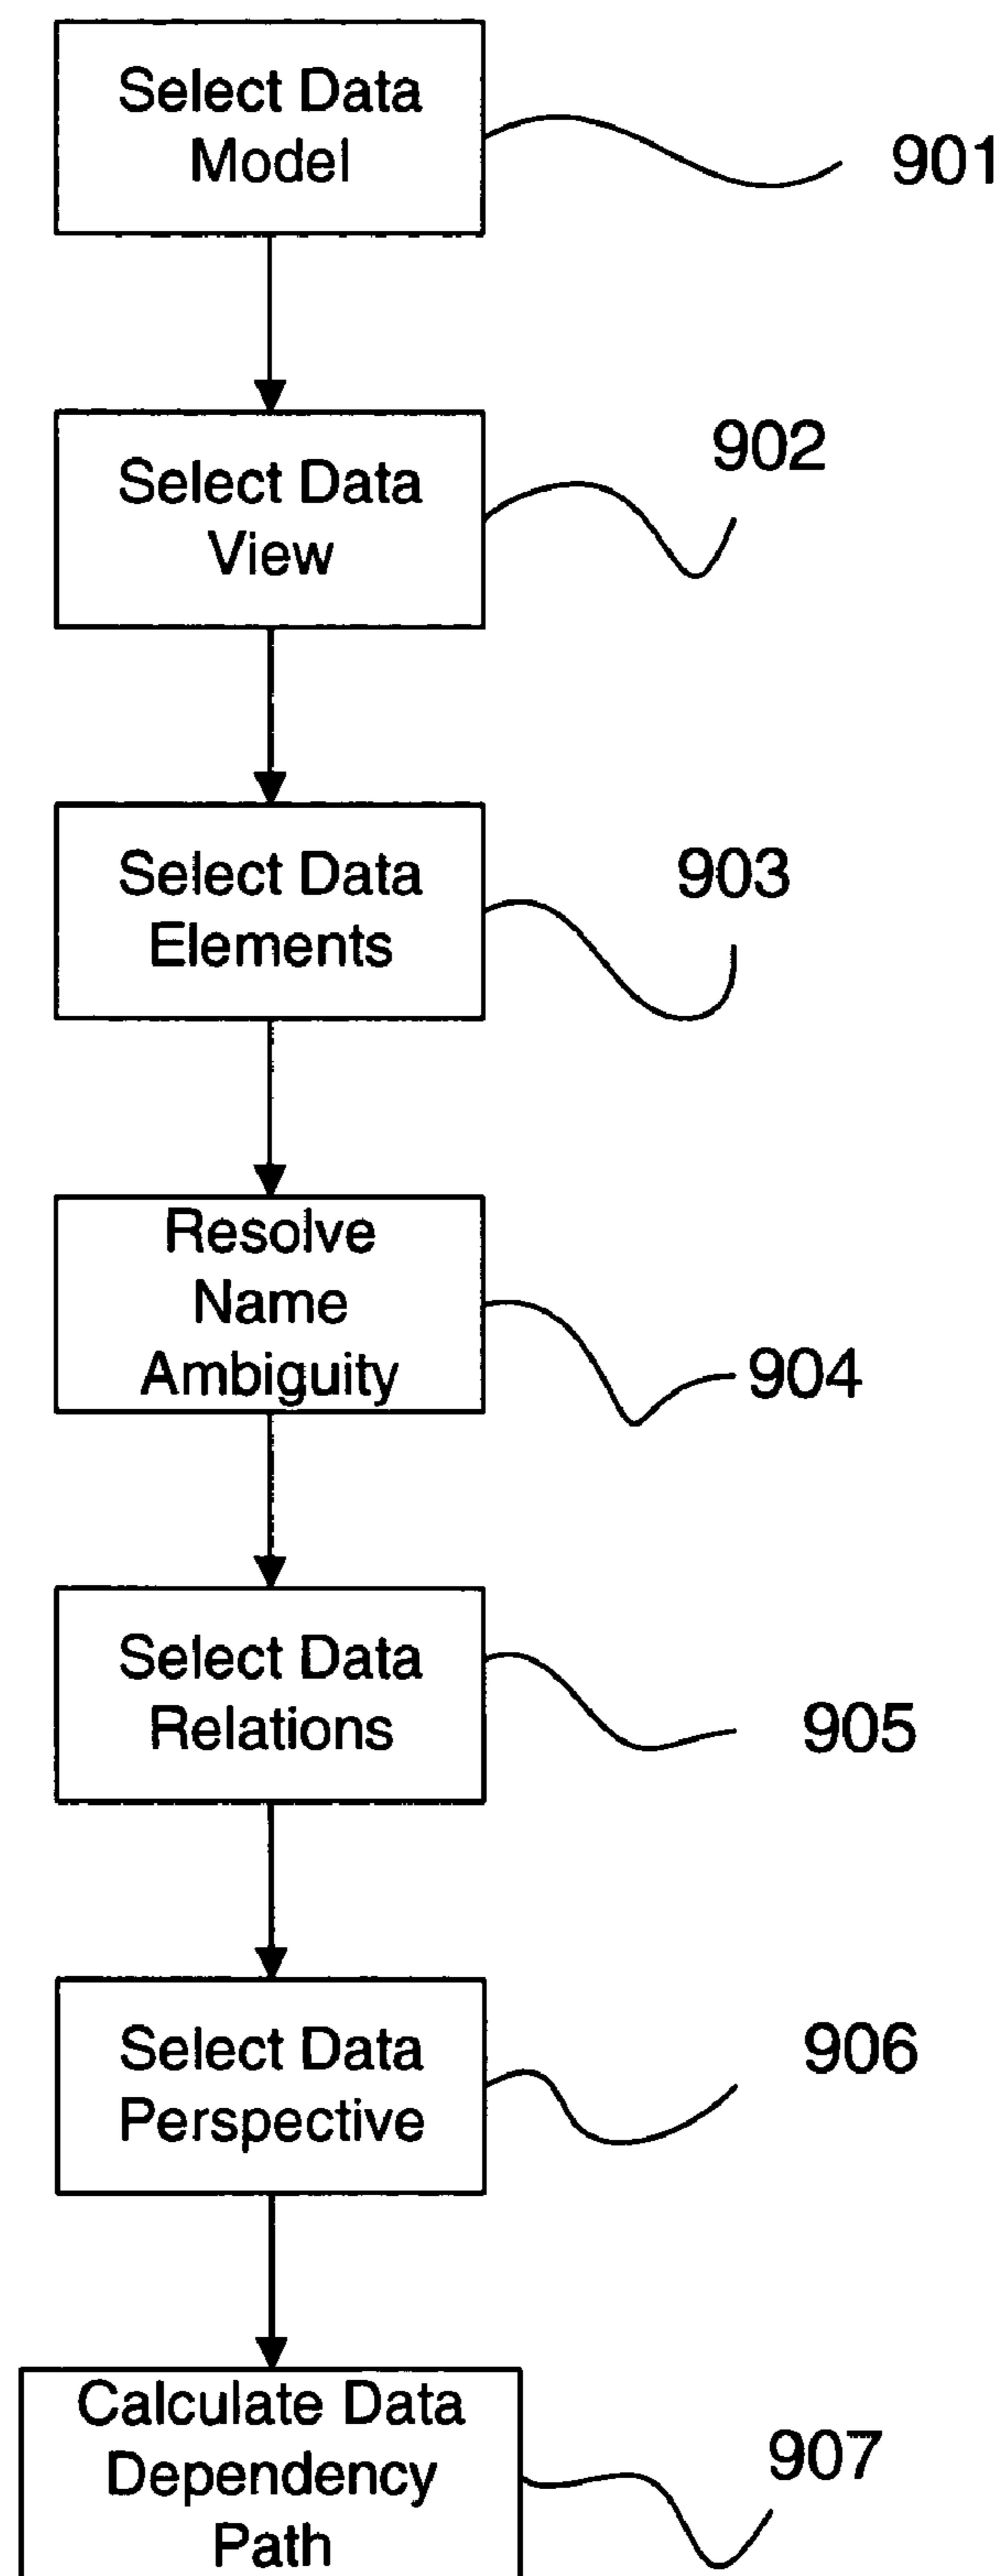 Select Data
Model
901
Select Data
View
902
Select Data
Elements
903
Resolve
Name
Ambiguity
904
Select Data
Relations
905
Select Data
Perspective
906
Calculate Data
Dependency
Path
907